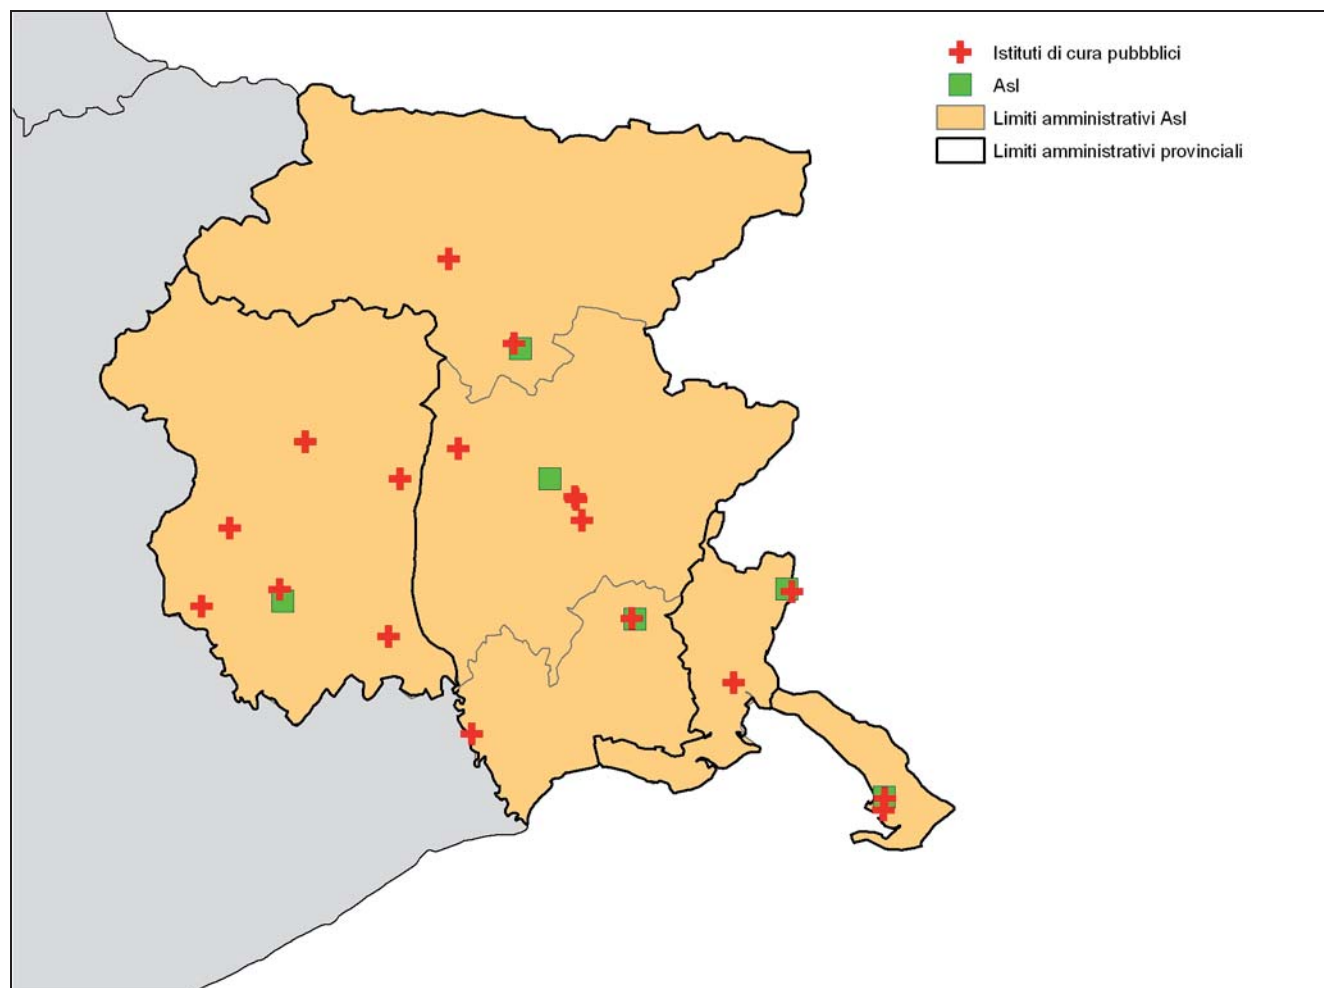 Istituti di cura pubbblici
Asl
Limiti amministrativi Asl
Limiti amministrativi provinciali